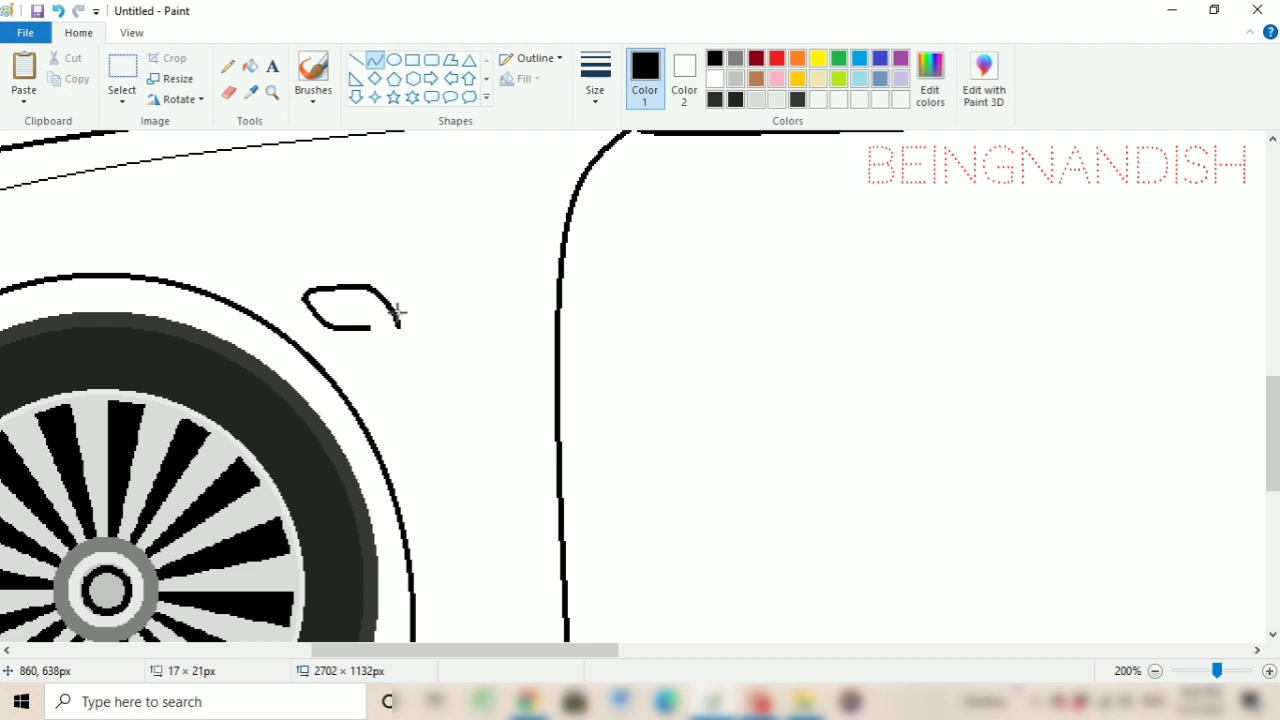 Untitled - Paint
File Home View
Paste
Cut
Copy
Clipboard
Select
Crop
Resize
Rotate
Image
Tools
Brushes
Shapes
Outline
Fill
Size
Color 1
Color 2
Edit colors
Colors
Edit with Paint 3D
BEINGNANDISH
860, 638px
17 × 21px
2702 × 1132px
200%
Type here to search